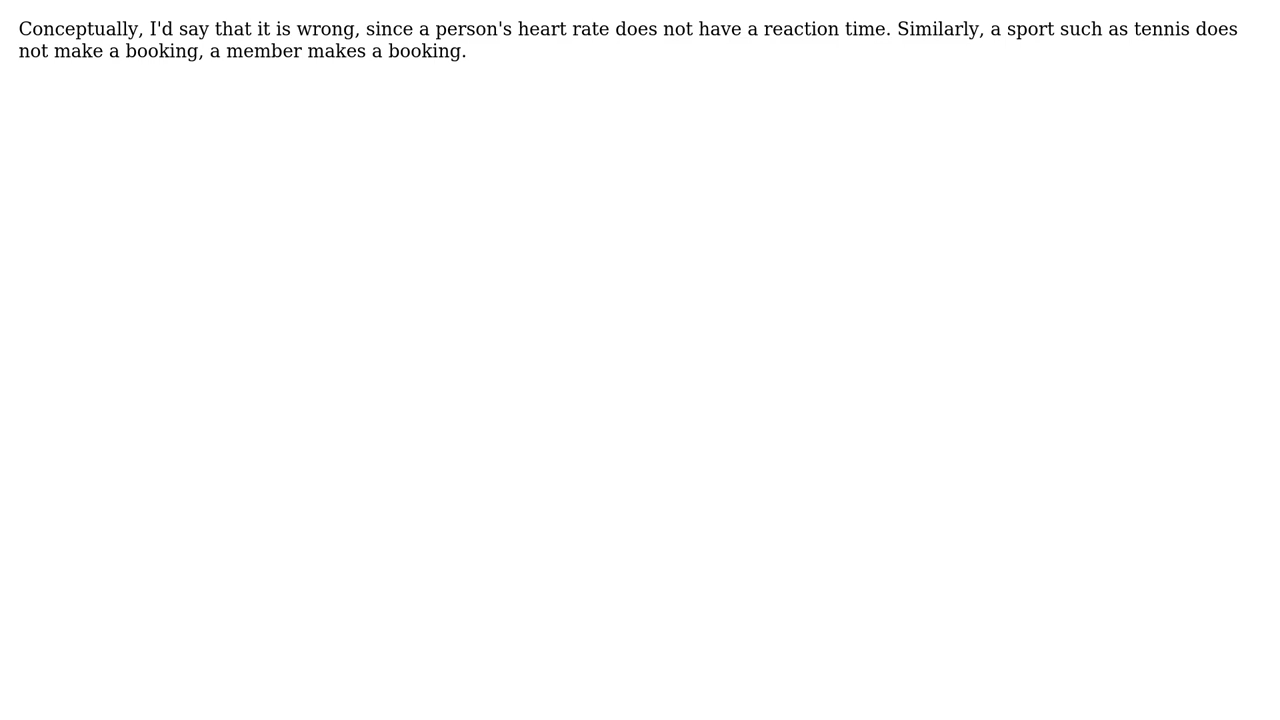 Conceptually, I'd say that it is wrong, since a person's heart rate does not have a reaction time. Similarly, a sport such as tennis does
not make a booking, a member makes a booking.